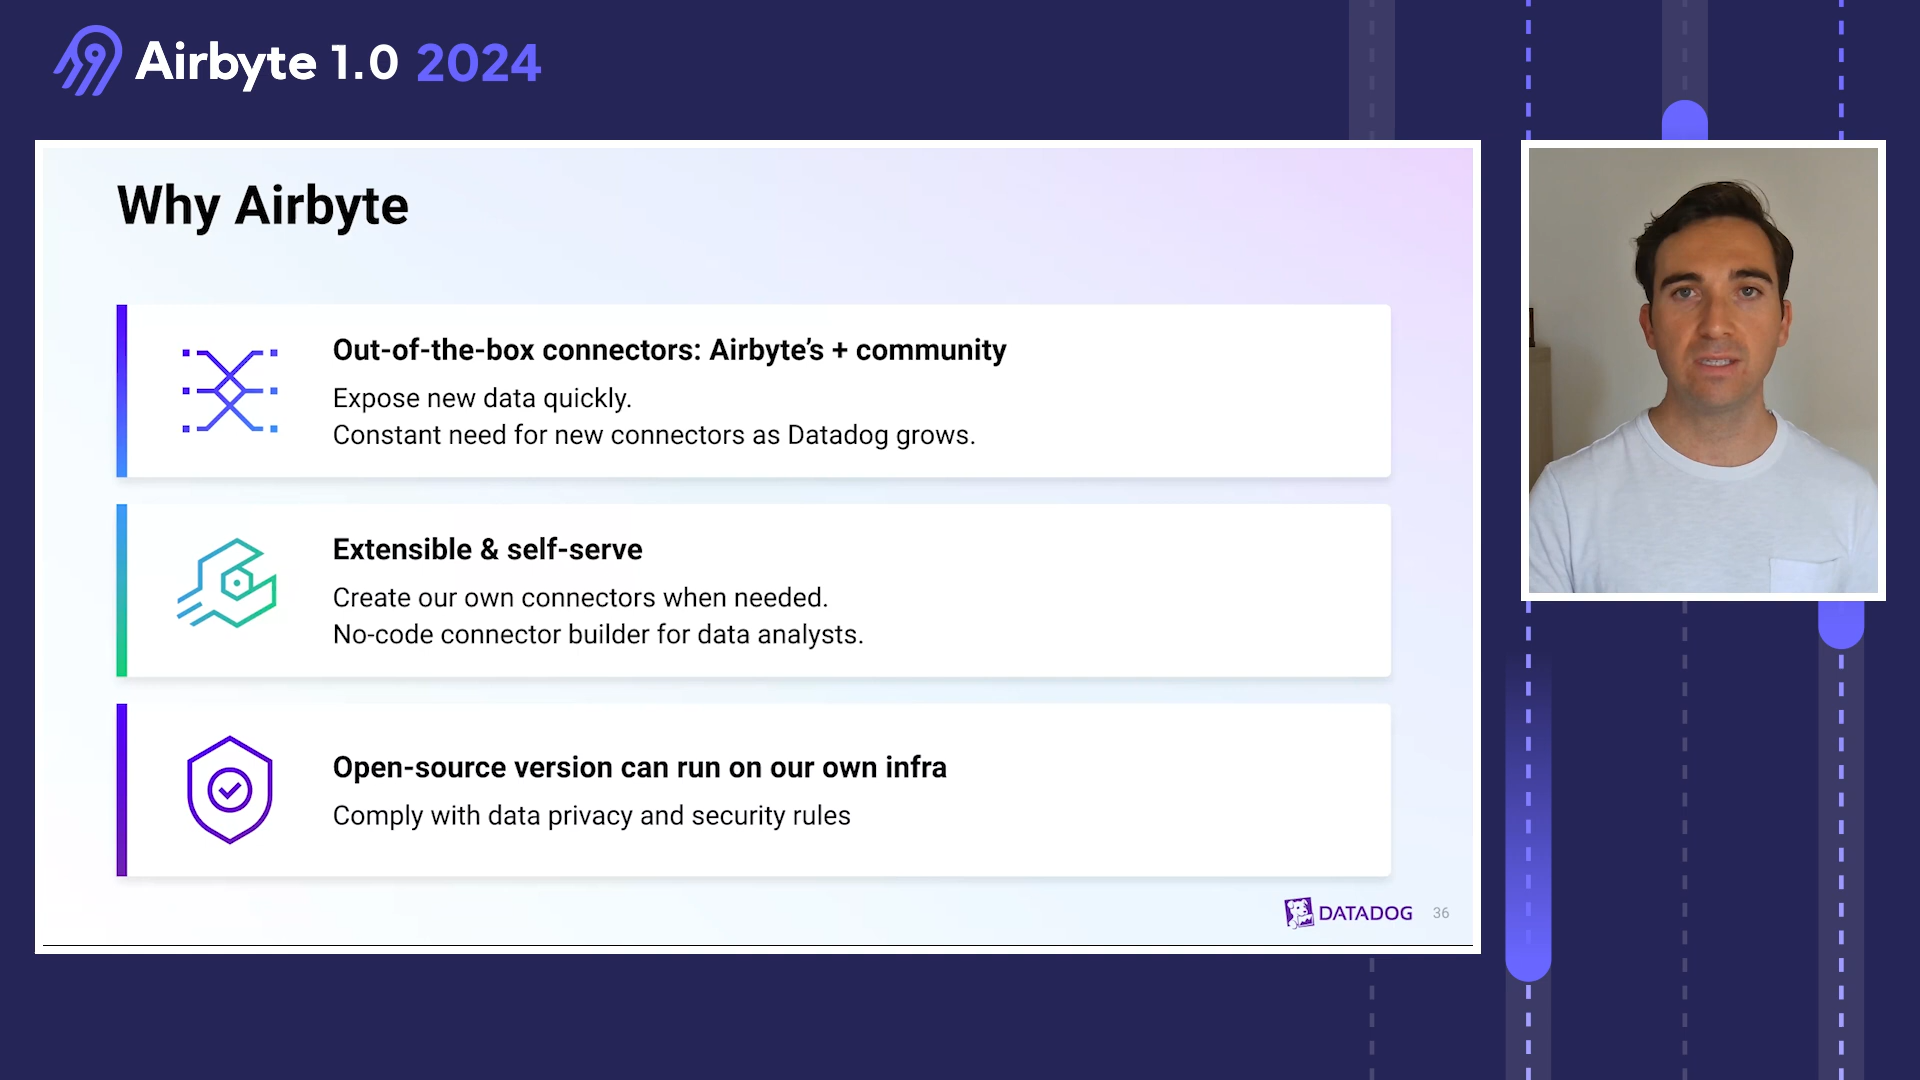 Airbyte 1.0 2024
Why Airbyte
Out-of-the-box connectors: Airbyte’s + community
Expose new data quickly.
Constant need for new connectors as Datadog grows.
Extensible & self-serve
Create our own connectors when needed.
No-code connector builder for data analysts.
Open-source version can run on our own infra
Comply with data privacy and security rules
DATADOG 36